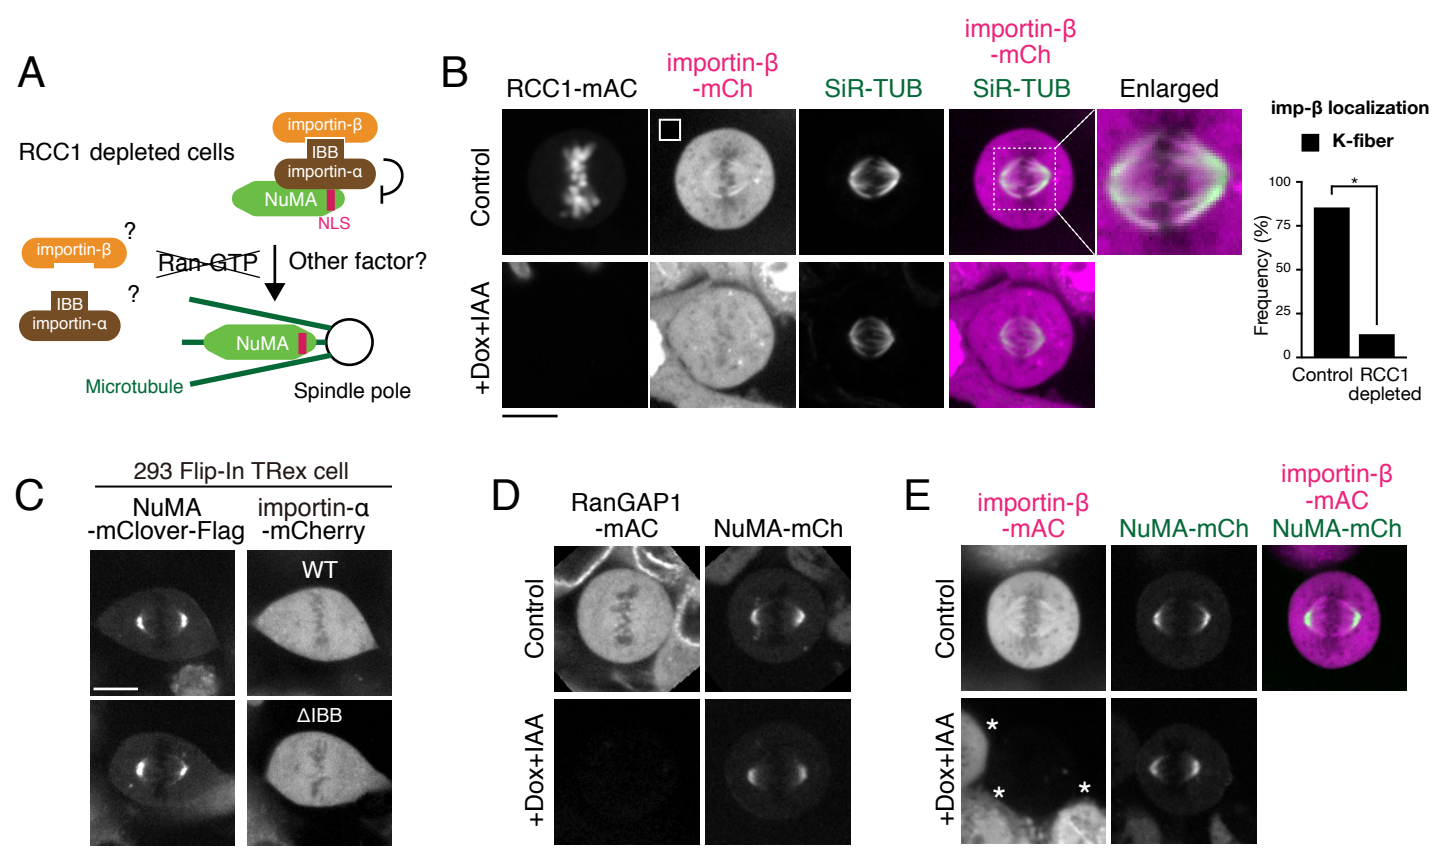 A
RCC1 depleted cells
importin-β
IBB
importin-α
NuMA
NLS
importin-β
?
IBB
importin-α
?
Ran-GTP
Other factor?
NuMA
Microtubule
Spindle pole
B
RCC1-mAC
importin-β
-mCh
SiR-TUB
importin-β
-mCh
SiR-TUB
Enlarged
Control
+Dox+IAA
imp-β localization
K-fiber
Frequency (%)
100
75
50
25
0
*
Control
RCC1
depleted
C
293 Flip-In TRex cell
NuMA
-mClover-Flag
importin-α
-mCherry
WT
ΔIBB
D
RanGAP1
-mAC
NuMA-mCh
Control
+Dox+IAA
E
importin-β
-mAC
NuMA-mCh
importin-β
-mAC
NuMA-mCh
Control
+Dox+IAA
*
*
*